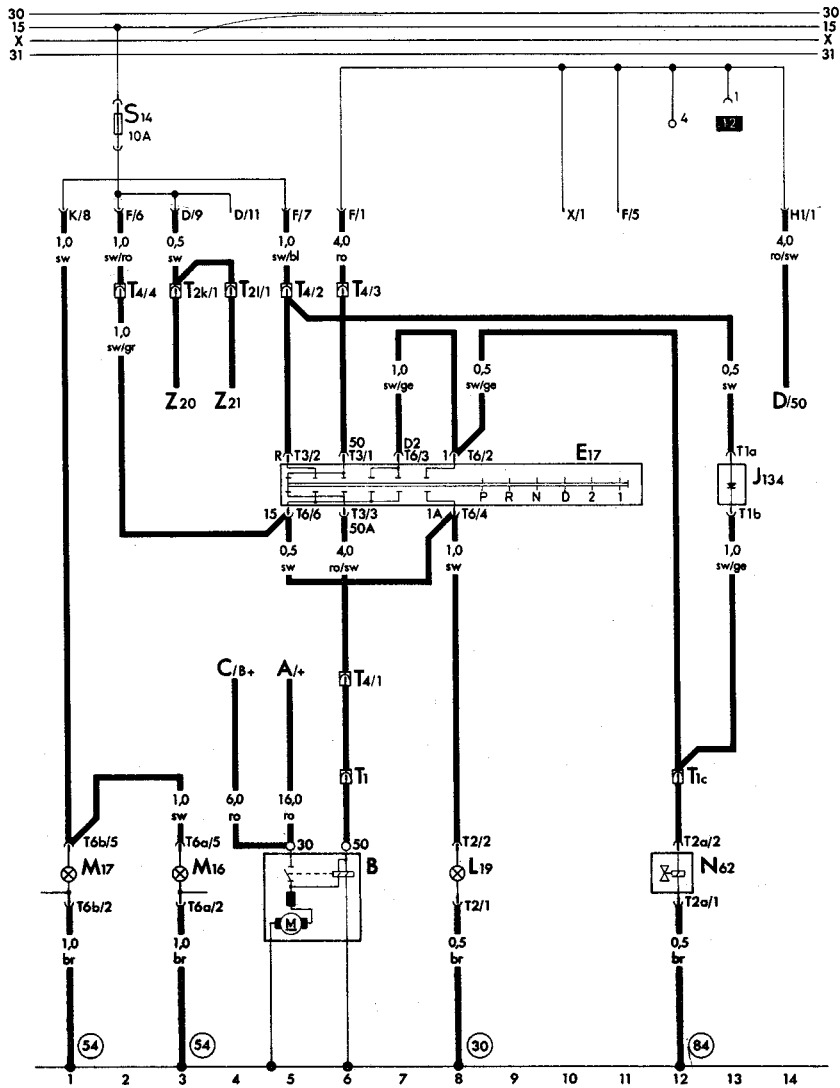 30 30
15 15
X X
31 31
S14
10A
1
4
12
K/8 F/6 D/9 D/11 F/7 F/1 X/1 F/5 H1/1
1,0 1,0 0,5 1,0 4,0 4,0
sw sw/ro sw sw/bl ro ro/sw
T4/4 T2k/1 T2l/1 T4/2 T4/3
1,0
sw/gr
1,0 0,5 0,5
sw/ge sw/ge sw
Z20 Z21 D/50
50 D2
R T3/2 T3/1 T6/3 1 T6/2 E17 T1a
J134
P R N D 2 1
15 T6/6 T3/3 1A T6/4 T1b
50A
0,5 4,0 1,0 1,0
sw ro/sw sw sw/ge
C/B+ A/+
T4/1
T1 T1c
1,0 6,0 16,0
sw ro ro
T6b/5 T6a/5 30 50 T2/2 T2a/2
M17 M16 B L19 N62
T6b/2 T6a/2 T2/1 T2a/1
M
1,0 1,0 0,5 0,5
br br br br
54 54 30 84
1 2 3 4 5 6 7 8 9 10 11 12 13 14